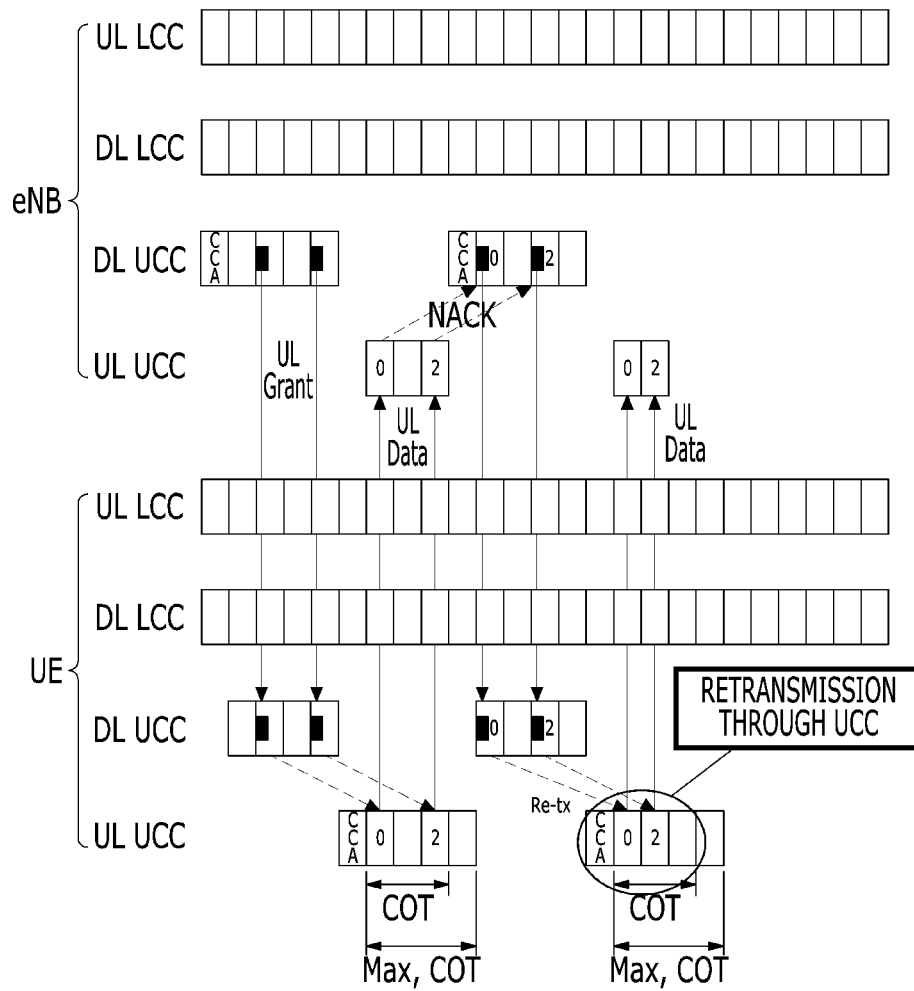 UL LCC
DL LCC
eNB
DL UCC
CCA
CCA
0
2
NACK
UL UCC
UL
Grant
0
2
0
2
UL
Data
UL
Data
UL LCC
DL LCC
UE
RETRANSMISSION
THROUGH UCC
DL UCC
0
2
Re-tx
UL UCC
CCA
0
2
CCA
0
2
COT
COT
Max, COT
Max, COT